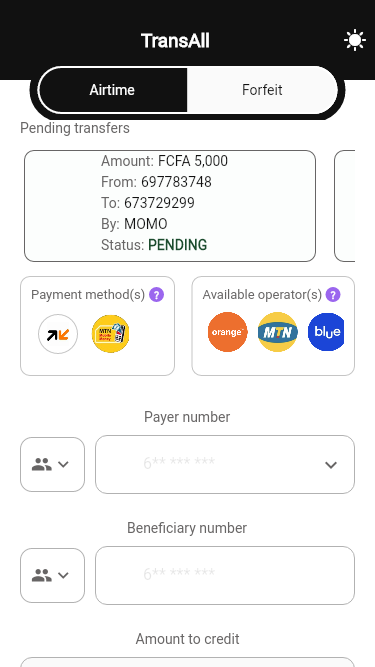 TransAll
Airtime
Forfeit
Pending transfers
Amount: FCFA 5,000
From: 697783748
To: 673729299
By: MOMO
Status: PENDING
Payment method(s) ?
Available operator(s) ?
MTN
orange
MTN
blue
Payer number
6** *** ***
Beneficiary number
6** *** ***
Amount to credit